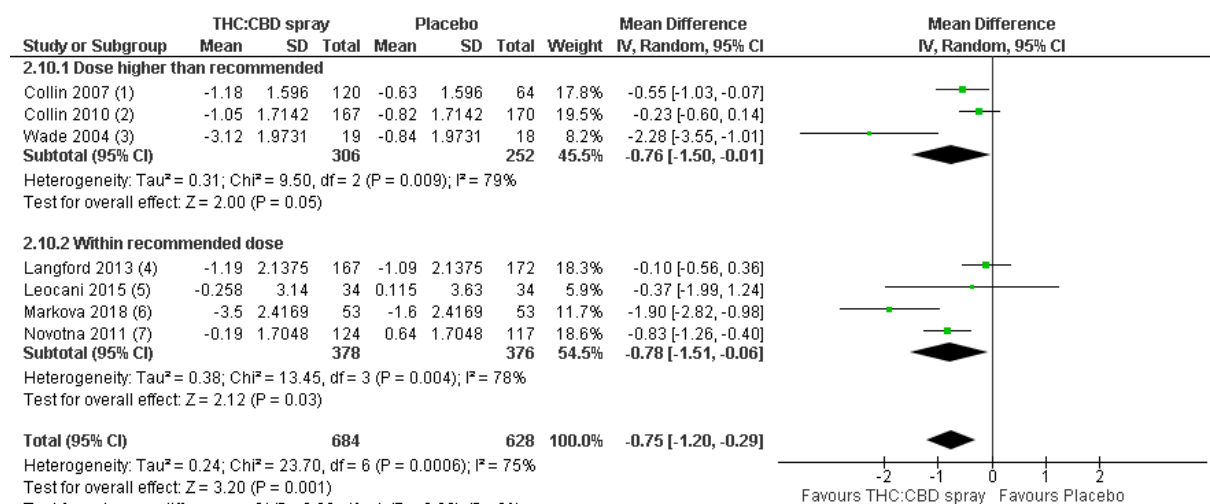 THC:CBD spray Placebo Mean Difference Mean Difference
Study or Subgroup Mean SD Total Mean SD Total Weight IV, Random, 95% CI IV, Random, 95% CI
2.10.1 Dose higher than recommended
Collin 2007 (1) -1.18 1.596 120 -0.63 1.596 64 17.8% -0.55 [-1.03, -0.07]
Collin 2010 (2) -1.05 1.7142 167 -0.82 1.7142 170 19.5% -0.23 [-0.60, 0.14]
Wade 2004 (3) -3.12 1.9731 19 -0.84 1.9731 18 8.2% -2.28 [-3.55, -1.01]
Subtotal (95% CI) 306 252 45.5% -0.76 [-1.50, -0.01]
Heterogeneity: Tau² = 0.31; Chi² = 9.50, df = 2 (P = 0.009); I² = 79%
Test for overall effect: Z = 2.00 (P = 0.05)
2.10.2 Within recommended dose
Langford 2013 (4) -1.19 2.1375 167 -1.09 2.1375 172 18.3% -0.10 [-0.56, 0.36]
Leocani 2015 (5) -0.258 3.14 34 0.115 3.63 34 5.9% -0.37 [-1.99, 1.24]
Markova 2018 (6) -3.5 2.4169 53 -1.6 2.4169 53 11.7% -1.90 [-2.82, -0.98]
Novotna 2011 (7) -0.19 1.7048 124 0.64 1.7048 117 18.6% -0.83 [-1.26, -0.40]
Subtotal (95% CI) 378 376 54.5% -0.78 [-1.51, -0.06]
Heterogeneity: Tau² = 0.38; Chi² = 13.45, df = 3 (P = 0.004); I² = 78%
Test for overall effect: Z = 2.12 (P = 0.03)
Total (95% CI) 684 628 100.0% -0.75 [-1.20, -0.29]
Heterogeneity: Tau² = 0.24; Chi² = 23.70, df = 6 (P = 0.0006); I² = 75%
Test for overall effect: Z = 3.20 (P = 0.001)
-2 -1 0 1 2
Favours THC:CBD spray Favours Placebo